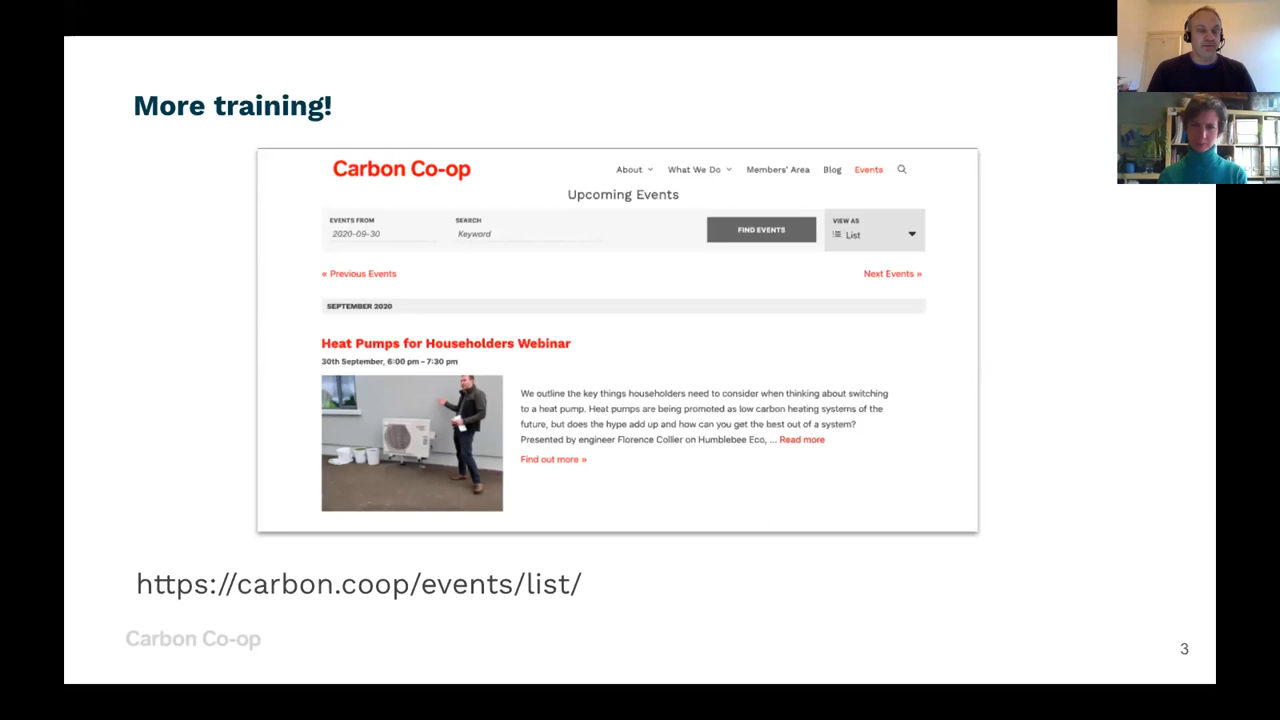 More training!
Carbon Co-op
About What We Do Members' Area Blog Events
Upcoming Events
EVENTS FROM SEARCH
2020-09-30 Keyword
FIND EVENTS
VIEW AS
List
« Previous Events Next Events »
SEPTEMBER 2020
Heat Pumps for Householders Webinar
30th September, 6:00 pm – 7:30 pm
We outline the key things householders need to consider when thinking about switching
to a heat pump. Heat pumps are being promoted as low carbon heating systems of the
future, but does the hype add up and how can you get the best out of a system?
Presented by engineer Florence Collier on Humblebee Eco, ... Read more
Find out more »
https://carbon.coop/events/list/
Carbon Co-op
3